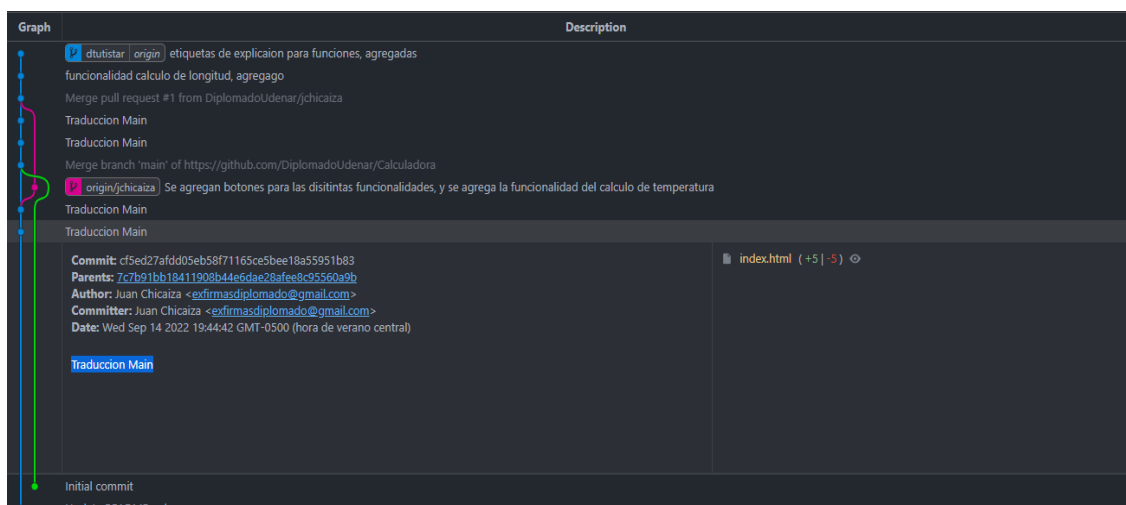 Graph Description
dtutistar origin etiquetas de explicaion para funciones, agregadas
funcionalidad calculo de longitud, agregago
Merge pull request #1 from DiplomadoUdenar/jchicaiza
Traduccion Main
Traduccion Main
Merge branch 'main' of https://github.com/DiplomadoUdenar/Calculadora
origin/jchicaiza Se agregan botones para las disitintas funcionalidades, y se agrega la funcionalidad del calculo de temperatura
Traduccion Main
Traduccion Main
Commit: cf5ed27afdd05eb58f71165ce5bee18a55951b83
Parents: 7c7b91bb18411908b44e6dae28afee8c95560a9b
Author: Juan Chicaiza <exfirmasdiplomado@gmail.com>
Committer: Juan Chicaiza <exfirmasdiplomado@gmail.com>
Date: Wed Sep 14 2022 19:44:42 GMT-0500 (hora de verano central)
Traduccion Main
index.html (+5|-5)
Initial commit